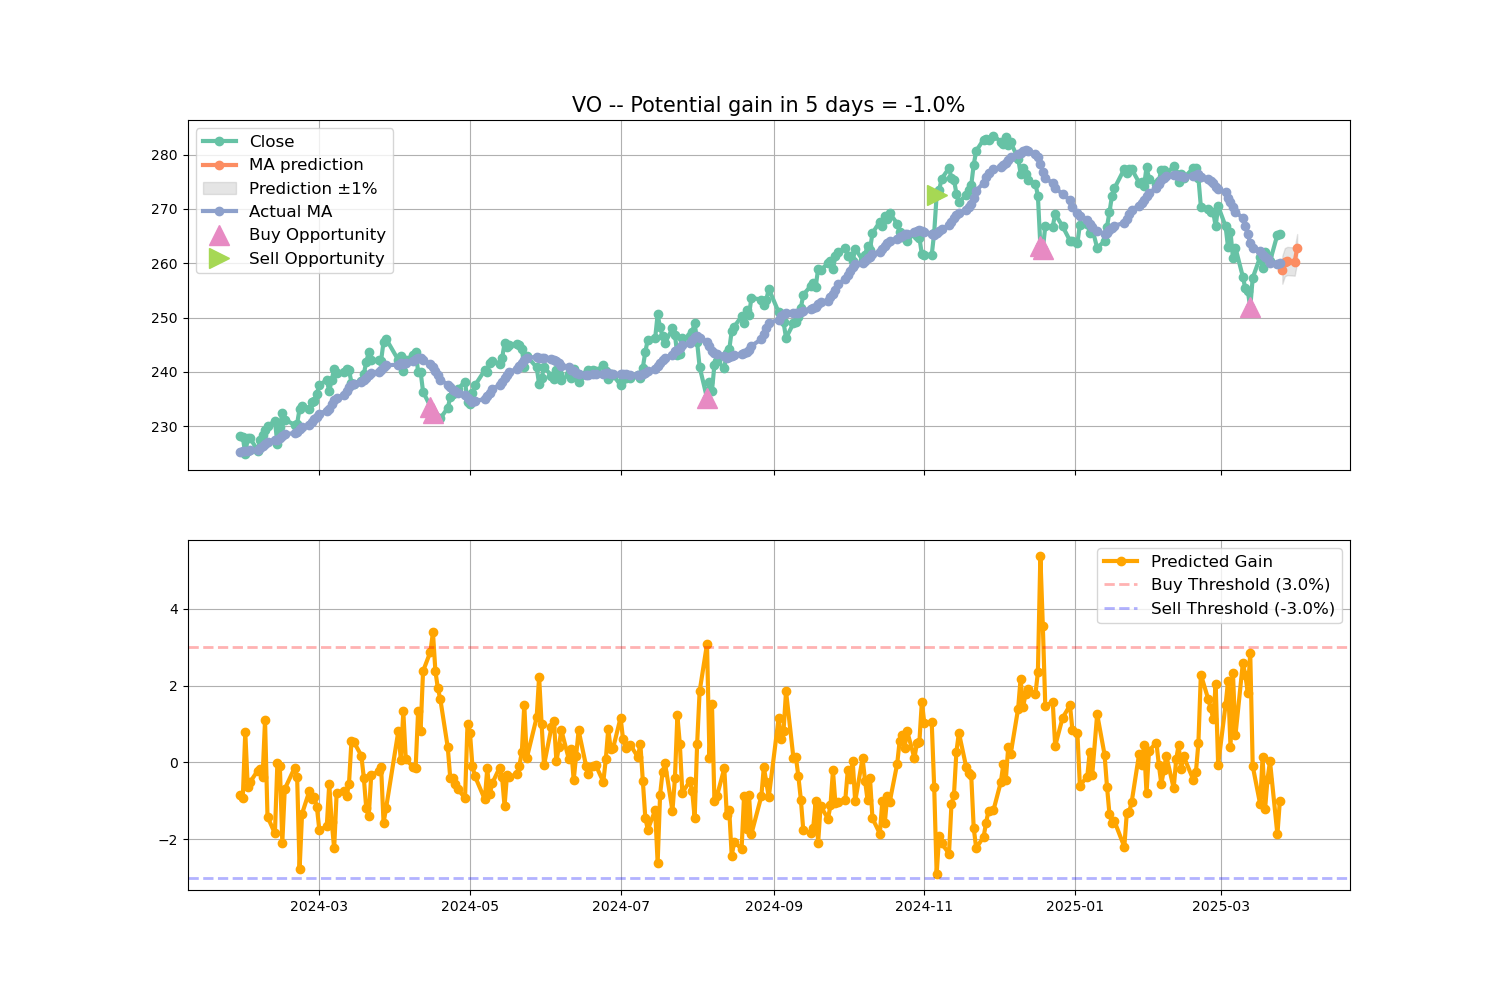 VO -- Potential gain in 5 days = -1.0%
Close
MA prediction
Prediction ±1%
Actual MA
Buy Opportunity
Sell Opportunity
280
270
260
250
240
230
Predicted Gain
Buy Threshold (3.0%)
Sell Threshold (-3.0%)
4
2
0
−2
2024-03 2024-05 2024-07 2024-09 2024-11 2025-01 2025-03